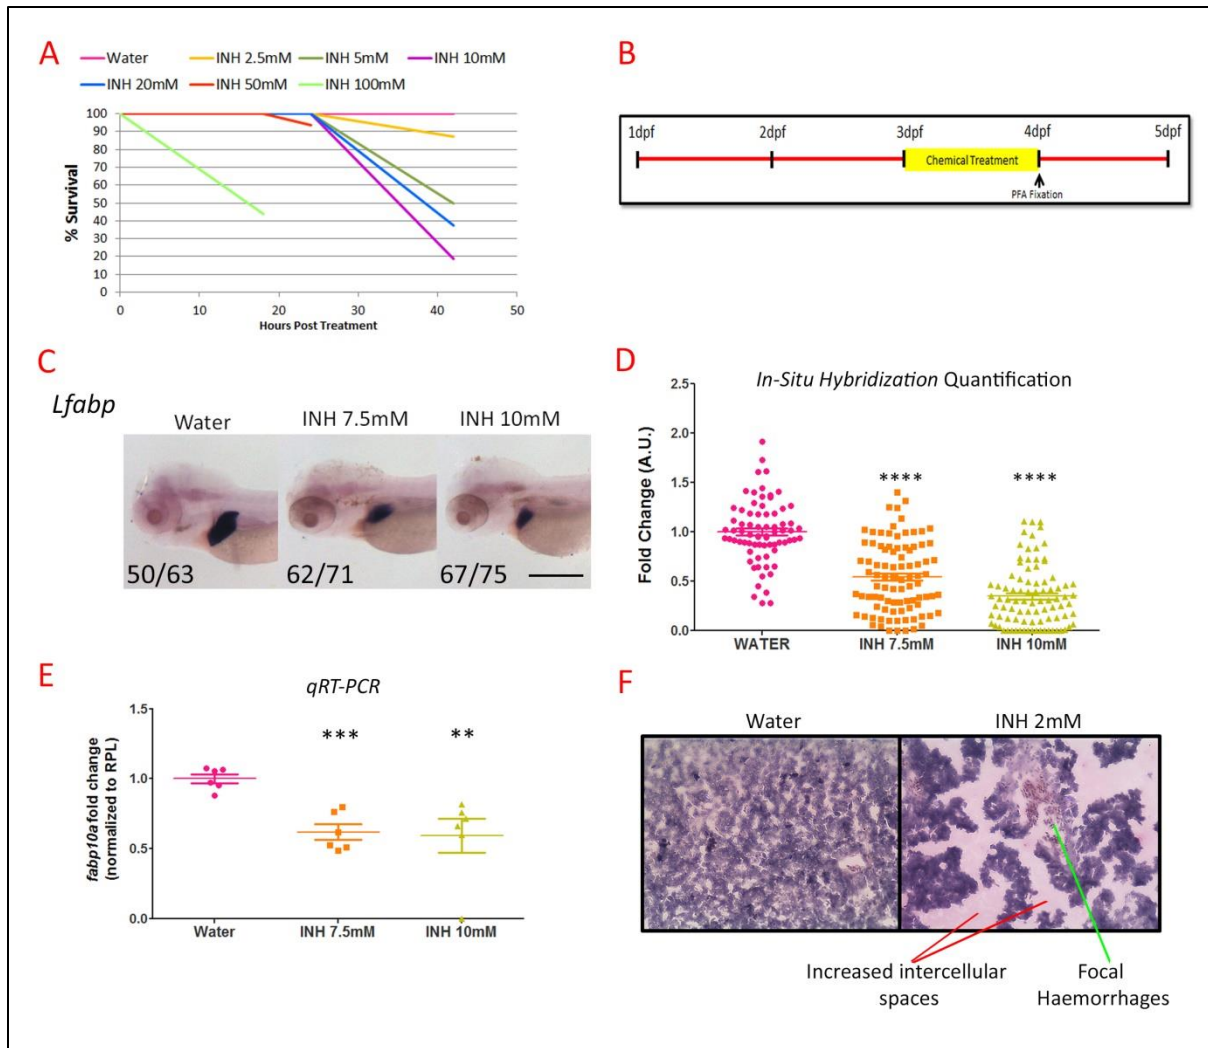 A
Water INH 2.5mM INH 5mM INH 10mM
INH 20mM INH 50mM INH 100mM
% Survival
100
90
80
70
60
50
40
30
20
10
0
0 10 20 30 40 50
Hours Post Treatment
B
1dpf 2dpf 3dpf 4dpf 5dpf
Chemical Treatment
PFA Fixation
C
Lfabp
Water INH 7.5mM INH 10mM
50/63 62/71 67/75
D
In-Situ Hybridization Quantification
Fold Change (A.U.)
2.5
2.0
1.5
1.0
0.5
0.0
**** ****
WATER INH 7.5mM INH 10mM
E
qRT-PCR
fabp10a fold change
(normalized to RPL)
1.5
1.0
0.5
0.0
*** **
Water INH 7.5mM INH 10mM
F
Water INH 2mM
Increased intercellular
spaces
Focal
Haemorrhages